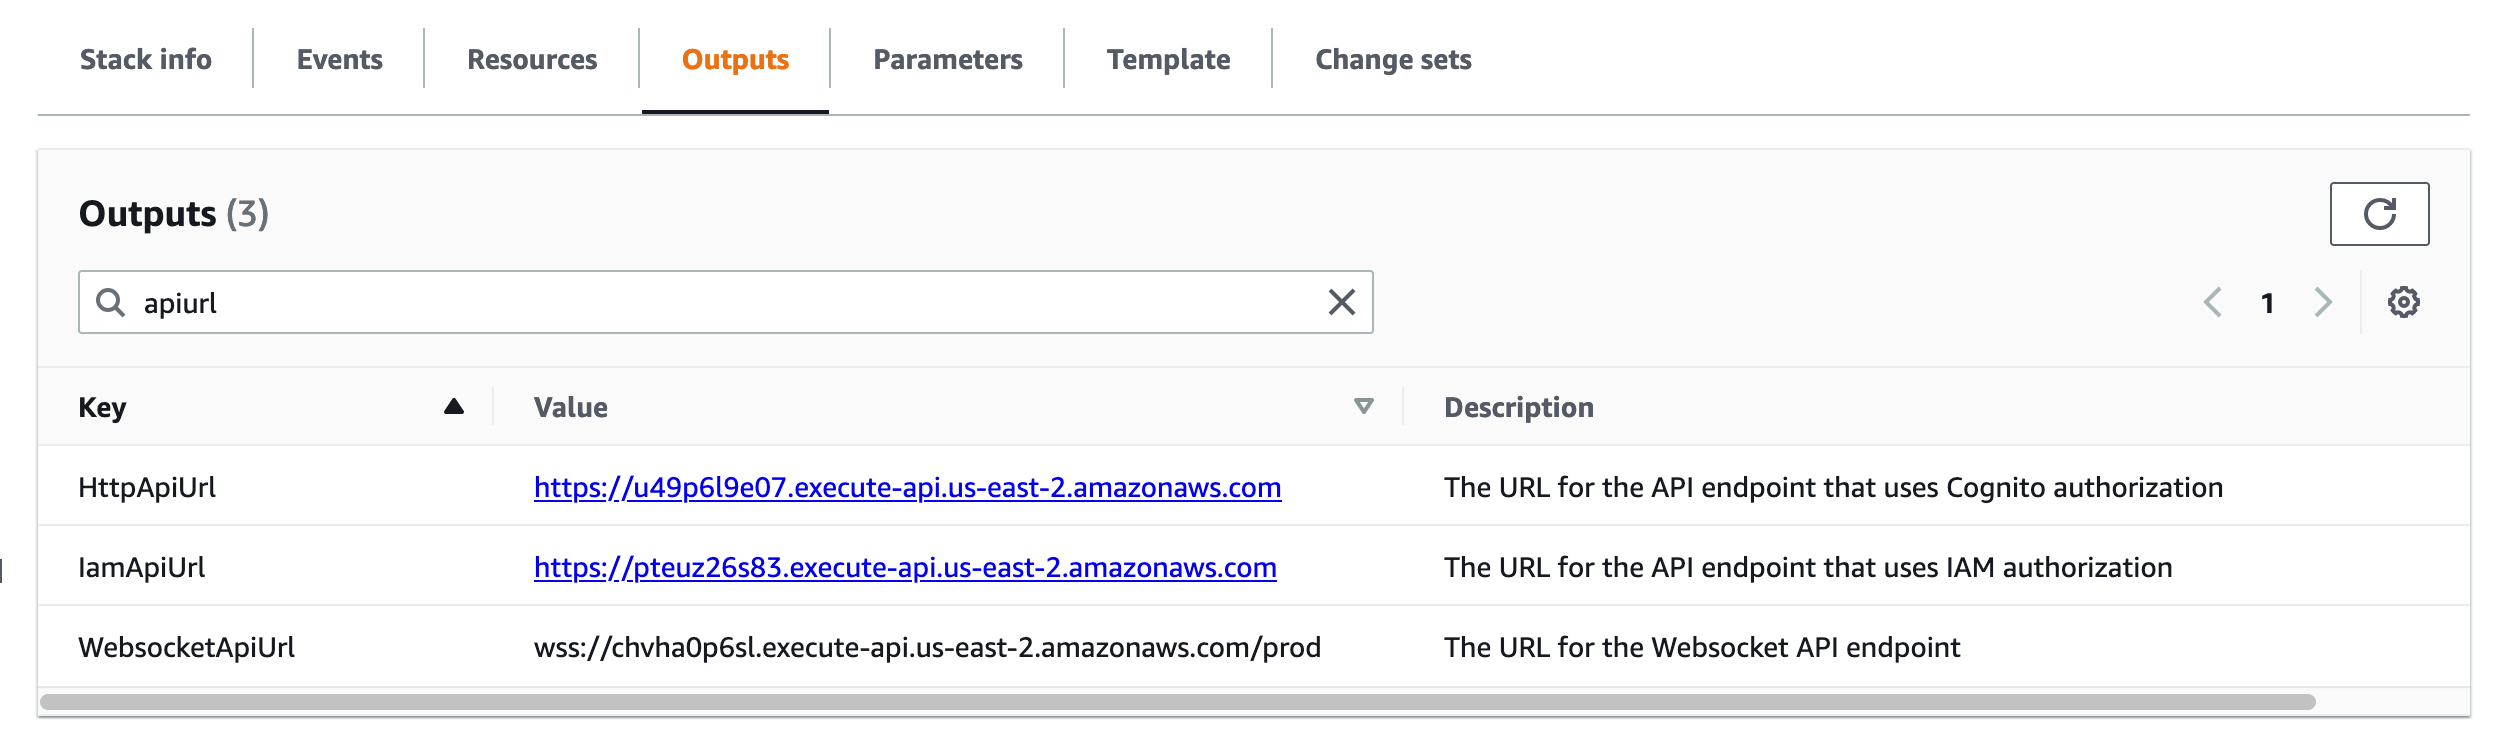 Stack info Events Resources Outputs Parameters Template Change sets
Outputs (3)
apiurl
1
Key Value Description
HttpApiUrl https://u49p6l9e07.execute-api.us-east-2.amazonaws.com The URL for the API endpoint that uses Cognito authorization
IamApiUrl https://pteuz26s83.execute-api.us-east-2.amazonaws.com The URL for the API endpoint that uses IAM authorization
WebsocketApiUrl wss://chvha0p6sl.execute-api.us-east-2.amazonaws.com/prod The URL for the Websocket API endpoint